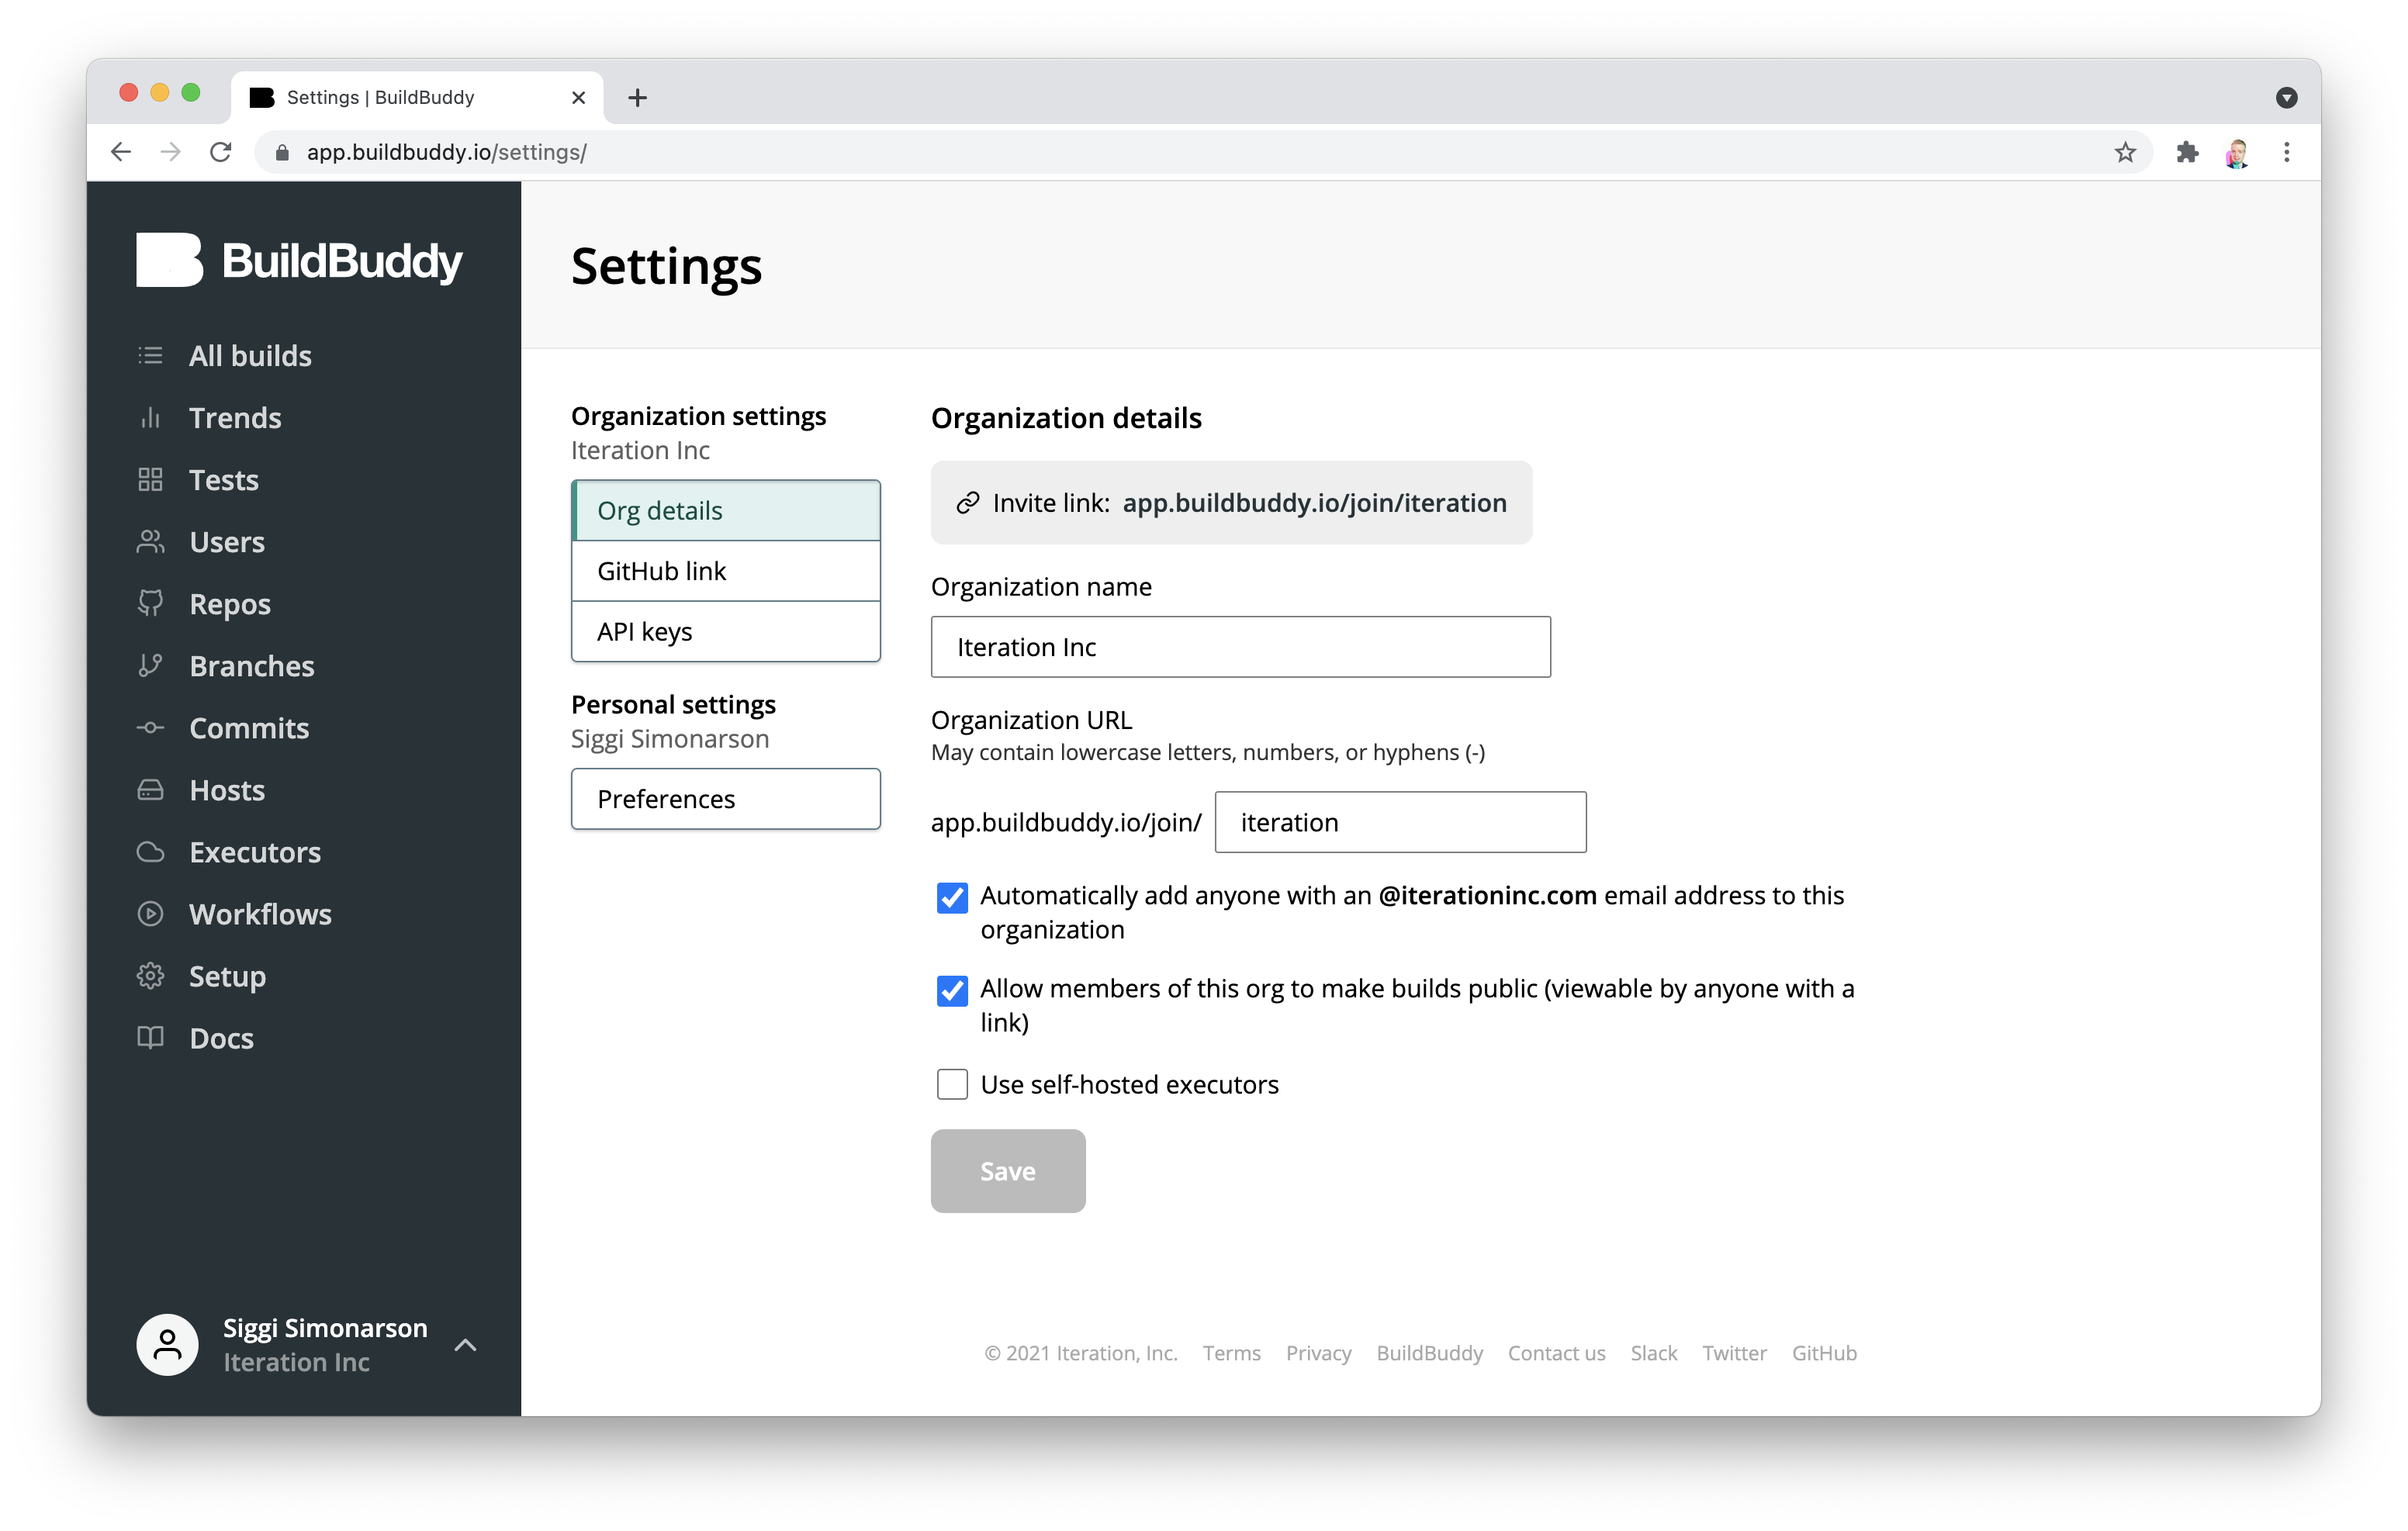 Settings | BuildBuddy
app.buildbuddy.io/settings/
BuildBuddy
All builds
Trends
Tests
Users
Repos
Branches
Commits
Hosts
Executors
Workflows
Setup
Docs
Siggi Simonarson
Iteration Inc
Settings
Organization settings
Iteration Inc
Org details
GitHub link
API keys
Personal settings
Siggi Simonarson
Preferences
Organization details
Invite link: app.buildbuddy.io/join/iteration
Organization name
Iteration Inc
Organization URL
May contain lowercase letters, numbers, or hyphens (-)
app.buildbuddy.io/join/ iteration
Automatically add anyone with an @iterationinc.com email address to this
organization
Allow members of this org to make builds public (viewable by anyone with a
link)
Use self-hosted executors
Save
© 2021 Iteration, Inc. Terms Privacy BuildBuddy Contact us Slack Twitter GitHub